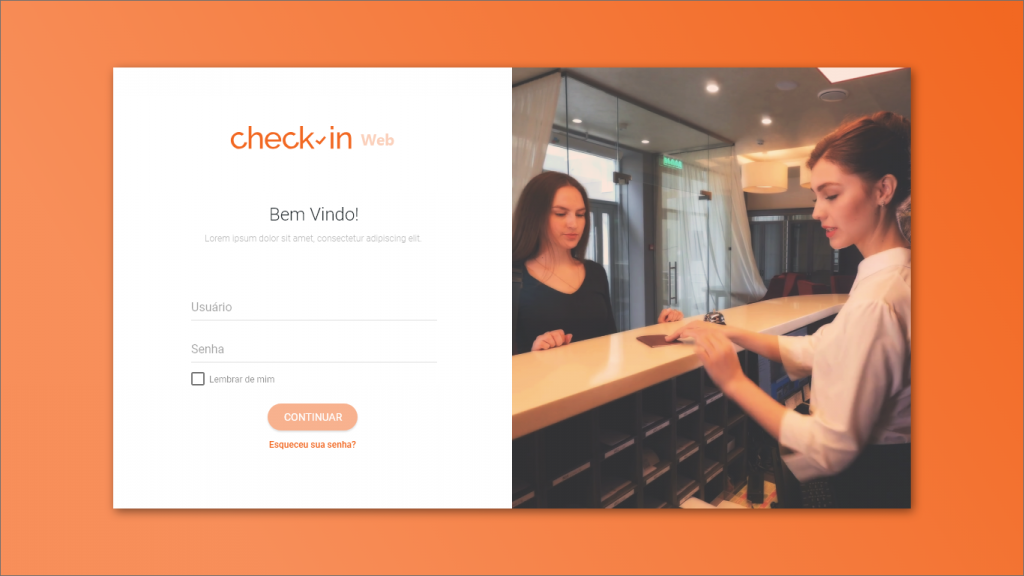 check-in Web
Bem Vindo!
Lorem ipsum dolor sit amet, consectetur adipiscing elit.
Usuário
Senha
Lembrar de mim
CONTINUAR
Esqueceu sua senha?